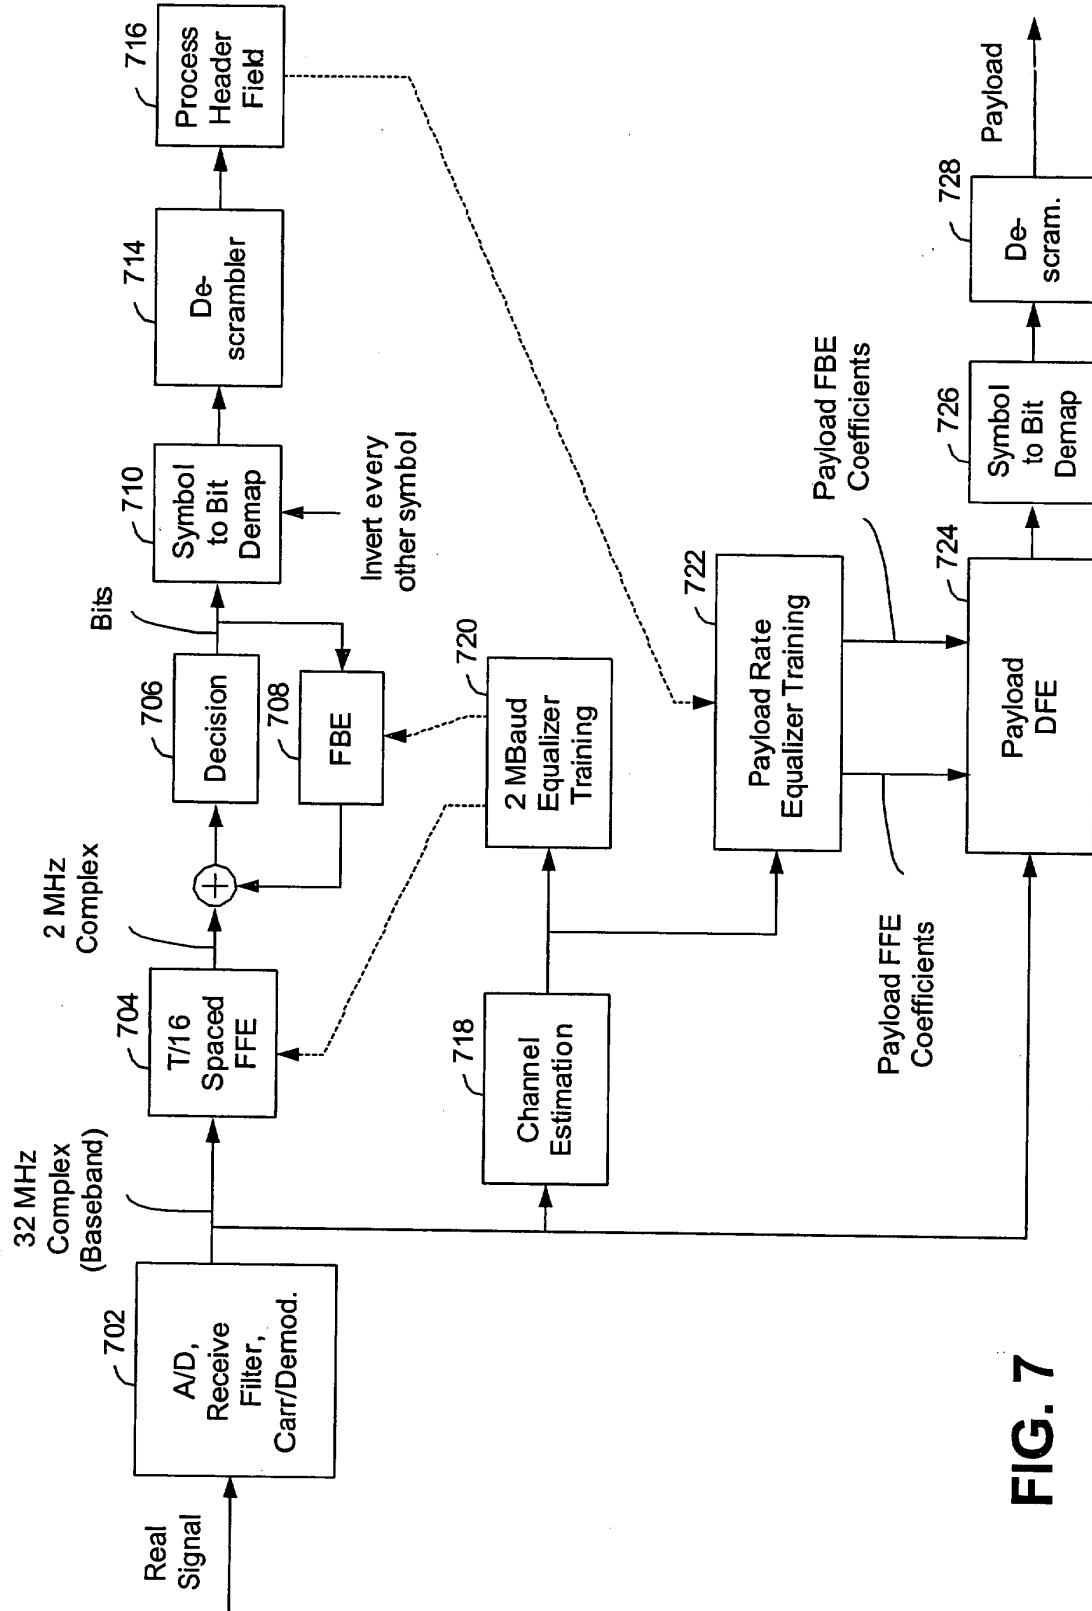 Real
Signal
702
A/D,
Receive
Filter,
Carr/Demod.
32 MHz
Complex
(Baseband)
704
T/16
Spaced
FFE
2 MHz
Complex
706
Decision
708
FBE
Bits
710
Symbol
to Bit
Demap
Invert every
other symbol
714
De-
scrambler
716
Process
Header
Field
718
Channel
Estimation
720
2 MBaud
Equalizer
Training
722
Payload Rate
Equalizer Training
Payload FFE
Coefficients
Payload FBE
Coefficients
724
Payload
DFE
726
Symbol
to Bit
Demap
728
De-
scram.
Payload
FIG. 7